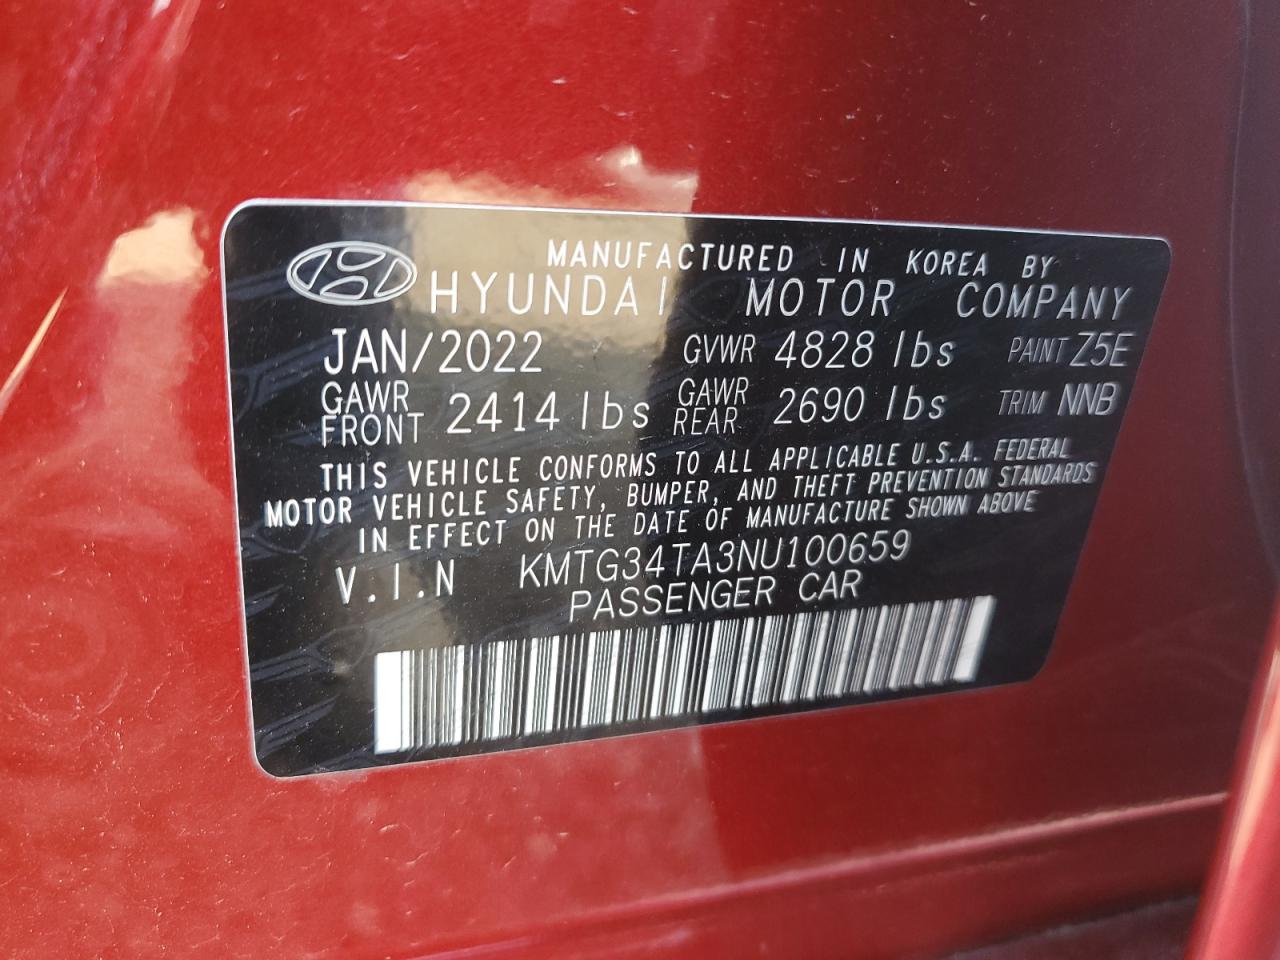 MANUFACTURED IN KOREA BY
HYUNDAI MOTOR COMPANY
JAN/2022 GVWR 4828 lbs PAINT Z5E
GAWR FRONT 2414 lbs GAWR REAR 2690 lbs TRIM NNB
THIS VEHICLE CONFORMS TO ALL APPLICABLE U.S.A. FEDERAL
MOTOR VEHICLE SAFETY, BUMPER, AND THEFT PREVENTION STANDARDS
IN EFFECT ON THE DATE OF MANUFACTURE SHOWN ABOVE
V.I.N KMTG34TA3NU100659
PASSENGER CAR